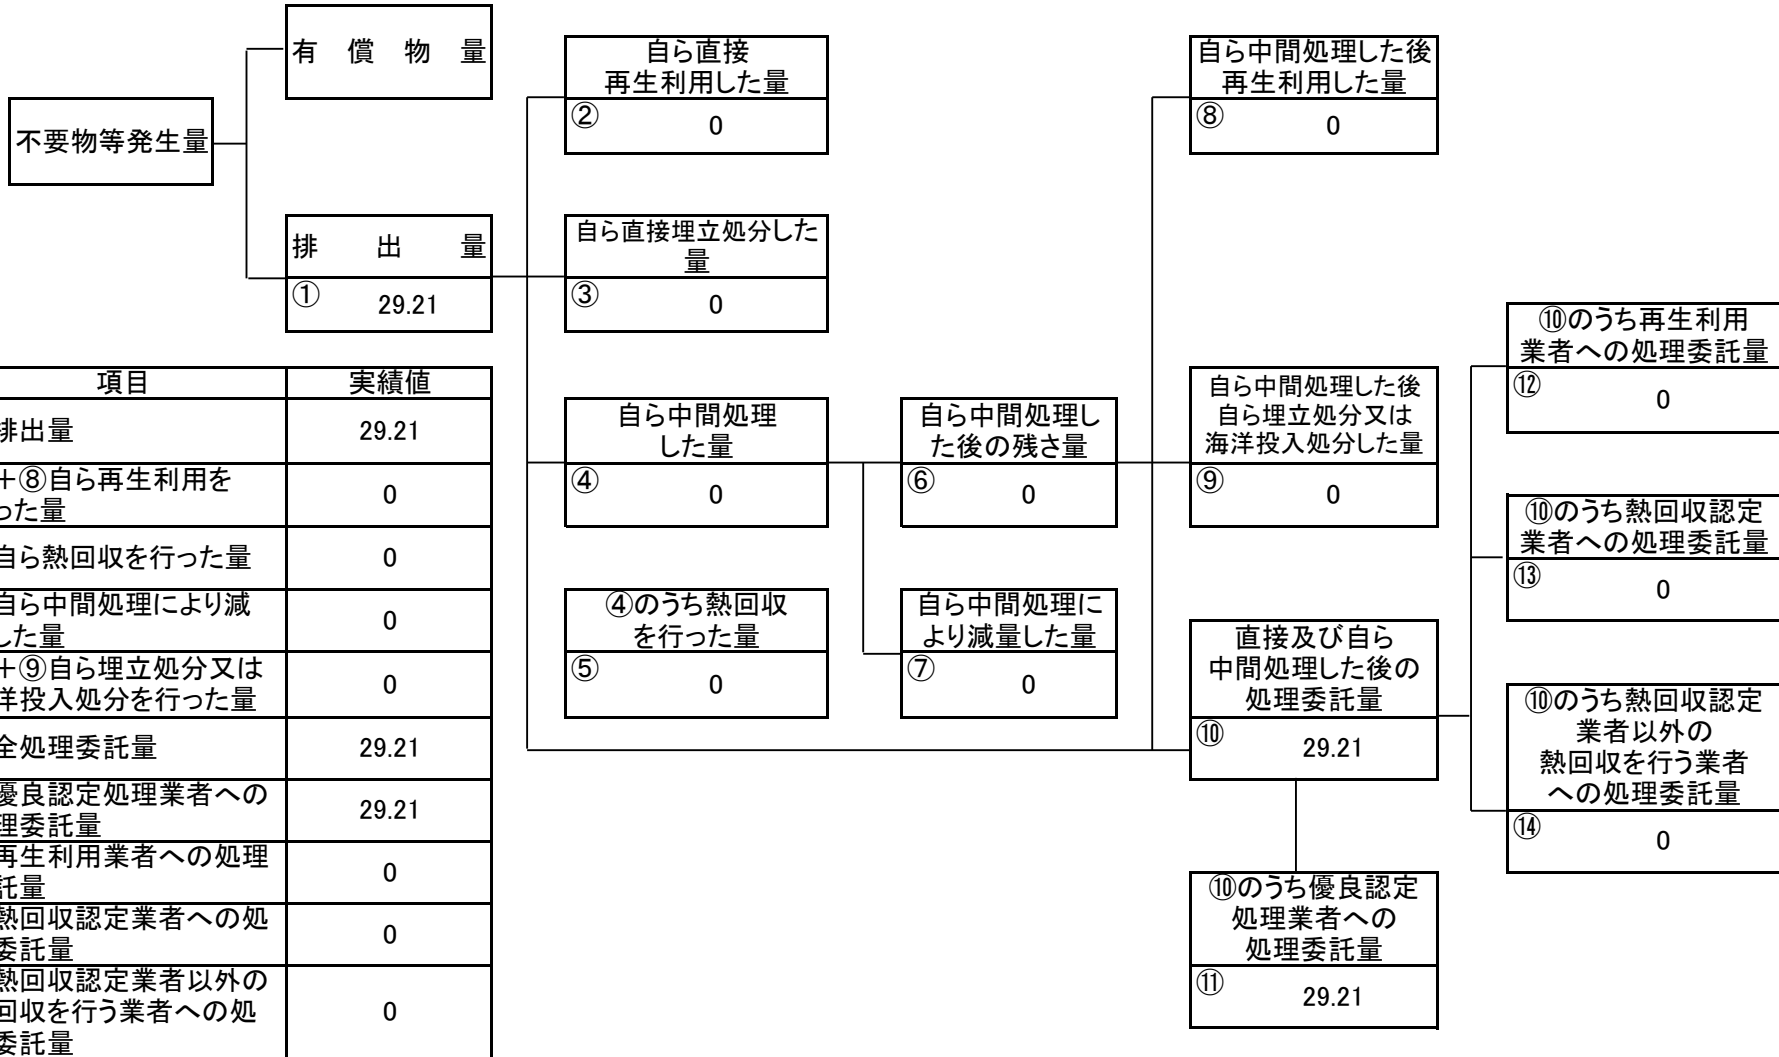 有償物量
不要物等発生量
排出量
① 29.21
自ら直接
再生利用した量
② 0
自ら直接埋立処分した
量
③ 0
自ら中間処理
した量
④ 0
④のうち熱回収
を行った量
⑤ 0
自ら中間処理し
た後の残さ量
⑥ 0
自ら中間処理に
より減量した量
⑦ 0
自ら中間処理した後
再生利用した量
⑧ 0
自ら中間処理した後
自ら埋立処分又は
海洋投入処分した量
⑨ 0
直接及び自ら
中間処理した後の
処理委託量
⑩ 29.21
⑩のうち優良認定
処理業者への
処理委託量
⑪ 29.21
⑩のうち再生利用
業者への処理委託量
⑫ 0
⑩のうち熱回収認定
業者への処理委託量
⑬ 0
⑩のうち熱回収認定
業者以外の
熱回収を行う業者
への処理委託量
⑭ 0
項目 実績値
排出量 29.21
+⑧自ら再生利用を
った量 0
自ら熱回収を行った量 0
自ら中間処理により減
した量 0
+⑨自ら埋立処分又は
洋投入処分を行った量 0
全処理委託量 29.21
優良認定処理業者への
理委託量 29.21
再生利用業者への処理
託量 0
熱回収認定業者への処
委託量 0
熱回収認定業者以外の
回収を行う業者への処
委託量 0